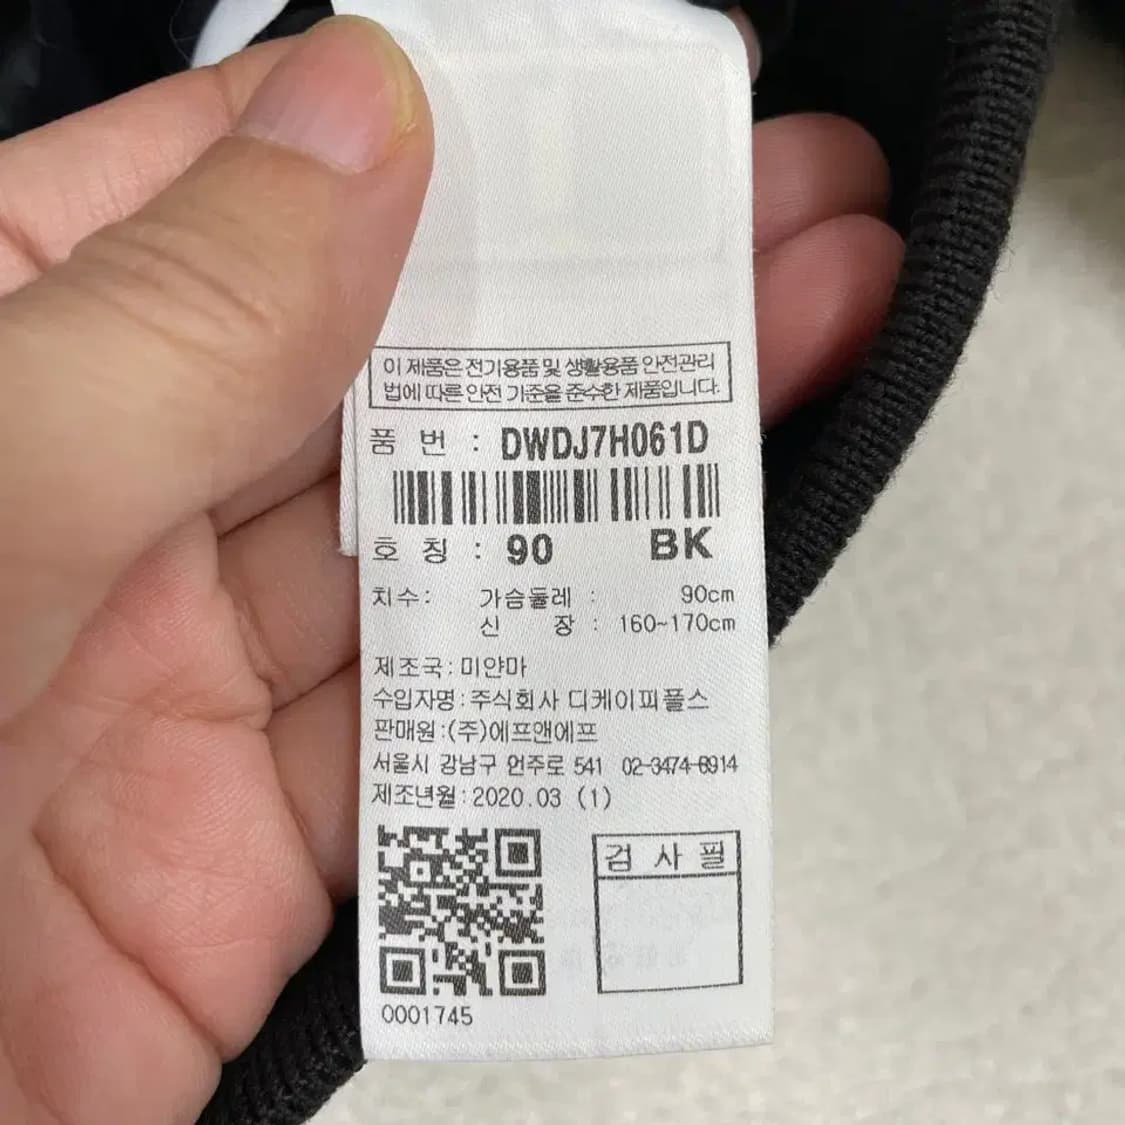 이 제품은 전기용품 및 생활용품 안전관리
법에 따른 안전 기준을 준수한 제품입니다.
품 번 : DWDJ7H061D
호 칭 : 90 BK
치수: 가슴둘레 : 90cm
신 장 : 160~170cm
제조국:미얀마
수입자명:주식회사 디케이피플스
판매원:(주)에프앤에프
서울시 강남구 언주로 541 02-3474-6914
제조년월:2020.03 (1)
검 사 필
0001745